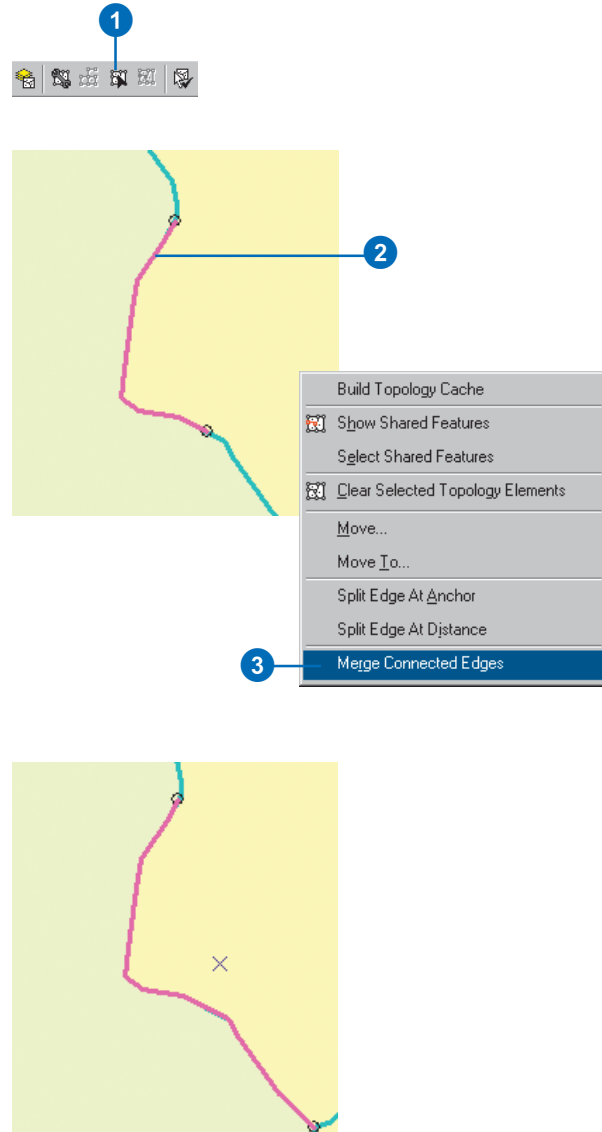 1
2
Build Topology Cache
Show Shared Features
Select Shared Features
Clear Selected Topology Elements
Move...
Move To...
Split Edge At Anchor
Split Edge At Distance
3
Merge Connected Edges